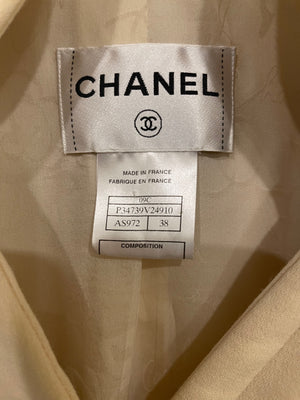 CHANEL
MADE IN FRANCE
FABRIQUE EN FRANCE
09C
P34739V24910
AS972 38
COMPOSITION